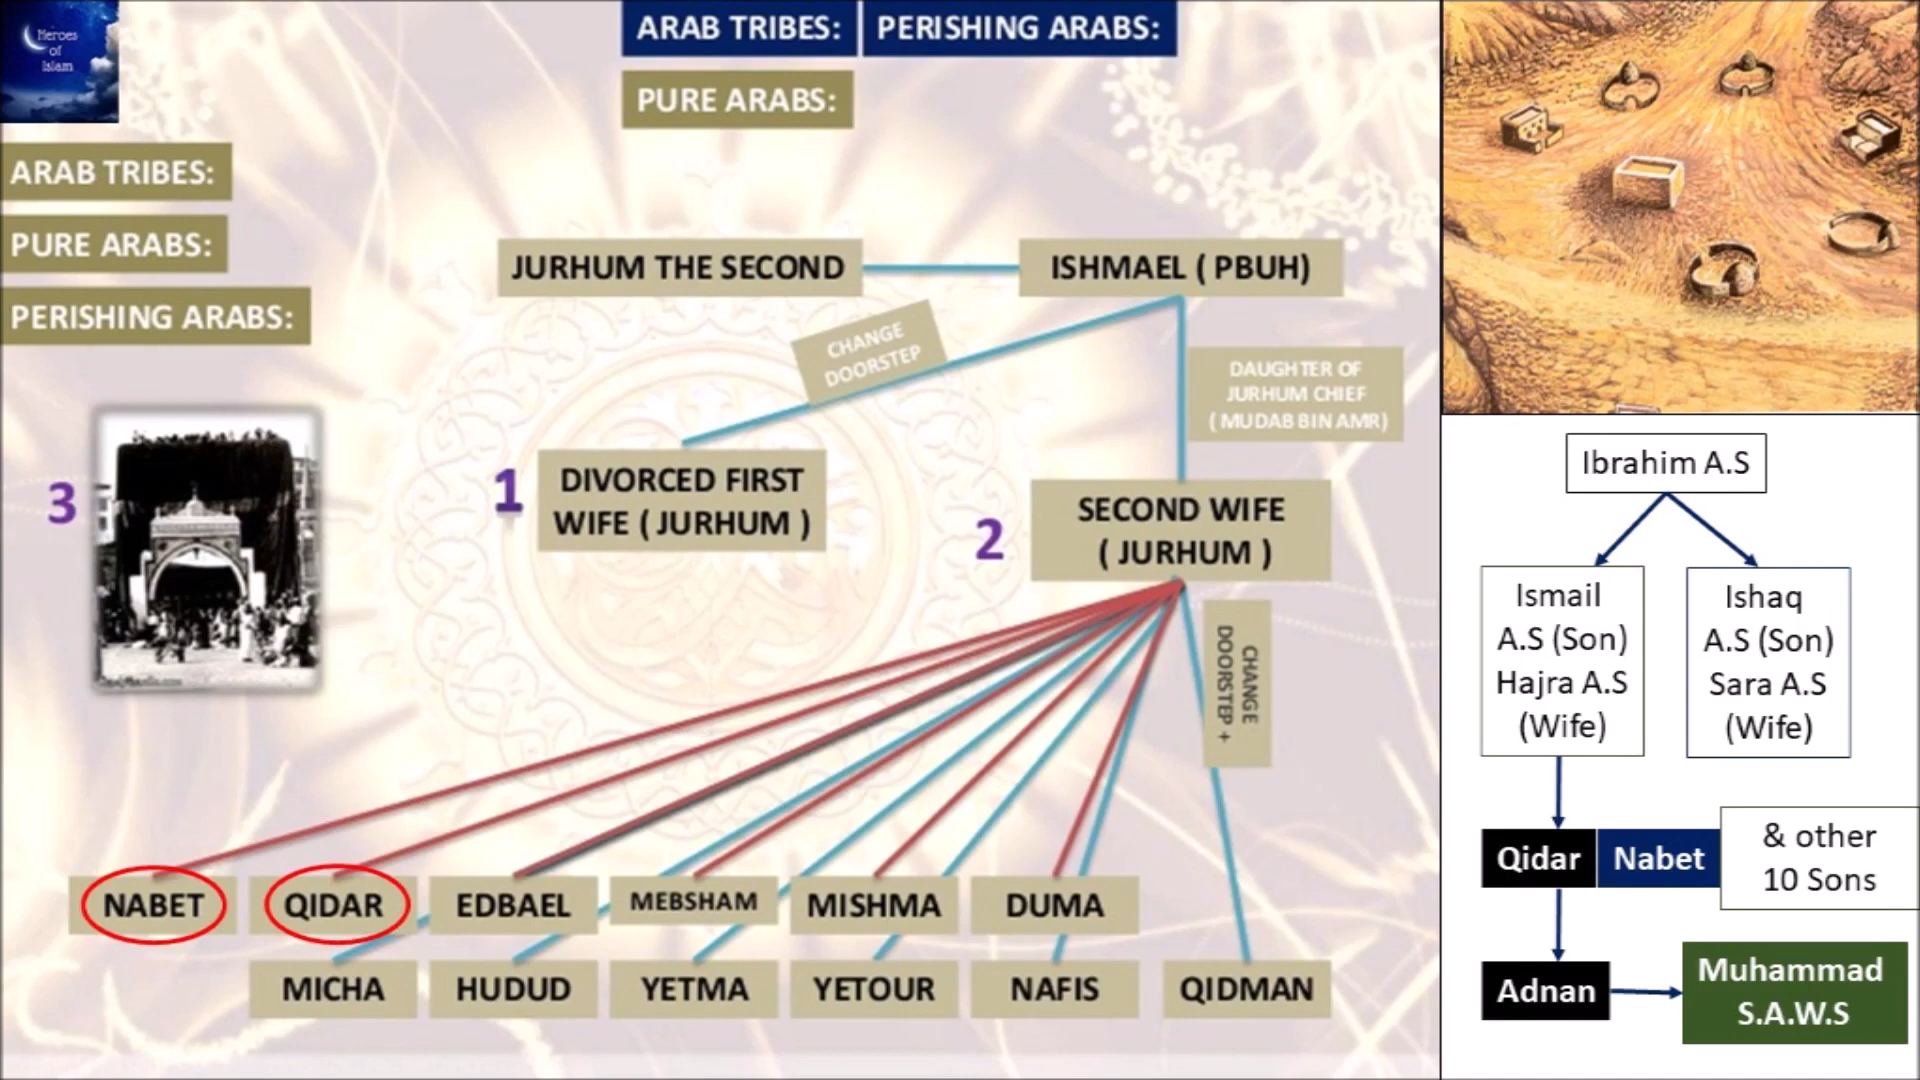 Heroes
of
Islam
ARAB TRIBES:
PERISHING ARABS:
PURE ARABS:
ARAB TRIBES:
PURE ARABS:
PERISHING ARABS:
JURHUM THE SECOND
ISHMAEL ( PBUH)
CHANGE
DOORSTEP
DAUGHTER OF
JURHUM CHIEF
( MUDAB BIN AMR)
3
1
DIVORCED FIRST
WIFE ( JURHUM )
2
SECOND WIFE
( JURHUM )
CHANGE
DOORSTEP +
NABET
QIDAR
EDBAEL
MEBSHAM
MISHMA
DUMA
MICHA
HUDUD
YETMA
YETOUR
NAFIS
QIDMAN
Ibrahim A.S
Ismail
A.S (Son)
Hajra A.S
(Wife)
Ishaq
A.S (Son)
Sara A.S
(Wife)
Qidar
Nabet
& other
10 Sons
Adnan
Muhammad
S.A.W.S